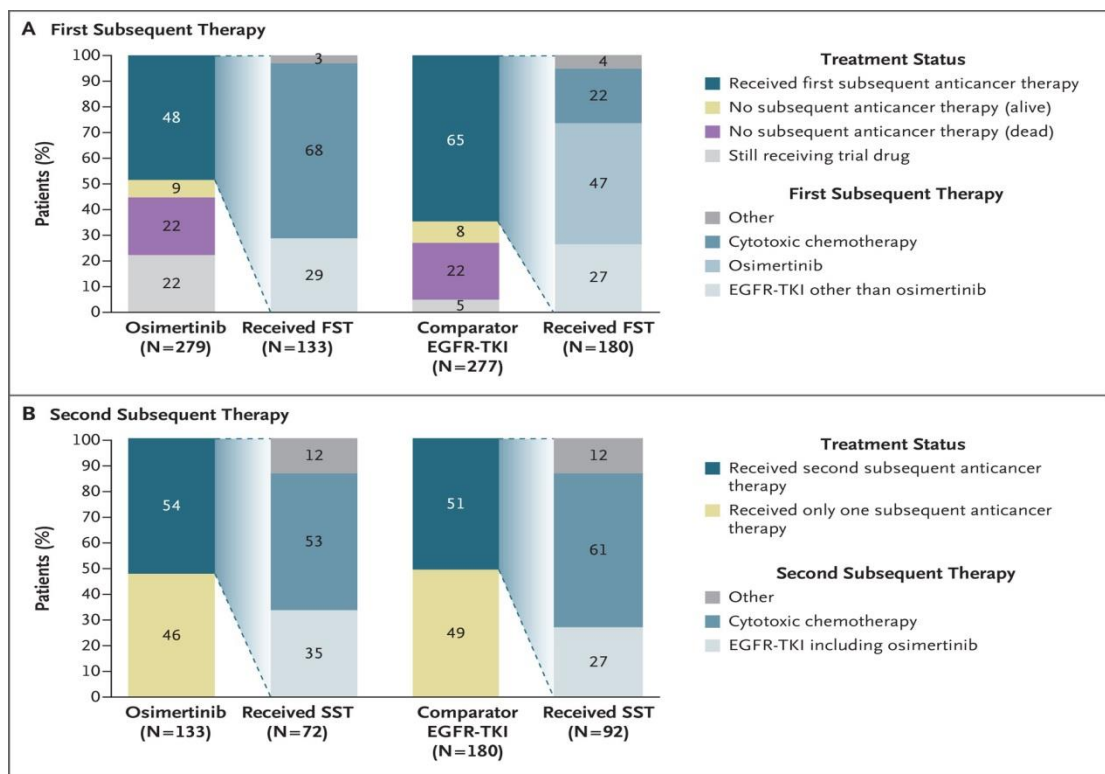 A First Subsequent Therapy
Patients (%)
100
90
80
70
60
50
40
30
20
10
0
48
9
22
22
3
68
29
65
8
22
5
4
22
47
27
Osimertinib
(N=279)
Received FST
(N=133)
Comparator
EGFR-TKI
(N=277)
Received FST
(N=180)
Treatment Status
Received first subsequent anticancer therapy
No subsequent anticancer therapy (alive)
No subsequent anticancer therapy (dead)
Still receiving trial drug
First Subsequent Therapy
Other
Cytotoxic chemotherapy
Osimertinib
EGFR-TKI other than osimertinib
B Second Subsequent Therapy
Patients (%)
100
90
80
70
60
50
40
30
20
10
0
54
46
12
53
35
51
49
12
61
27
Osimertinib
(N=133)
Received SST
(N=72)
Comparator
EGFR-TKI
(N=180)
Received SST
(N=92)
Treatment Status
Received second subsequent anticancer
therapy
Received only one subsequent anticancer
therapy
Second Subsequent Therapy
Other
Cytotoxic chemotherapy
EGFR-TKI including osimertinib